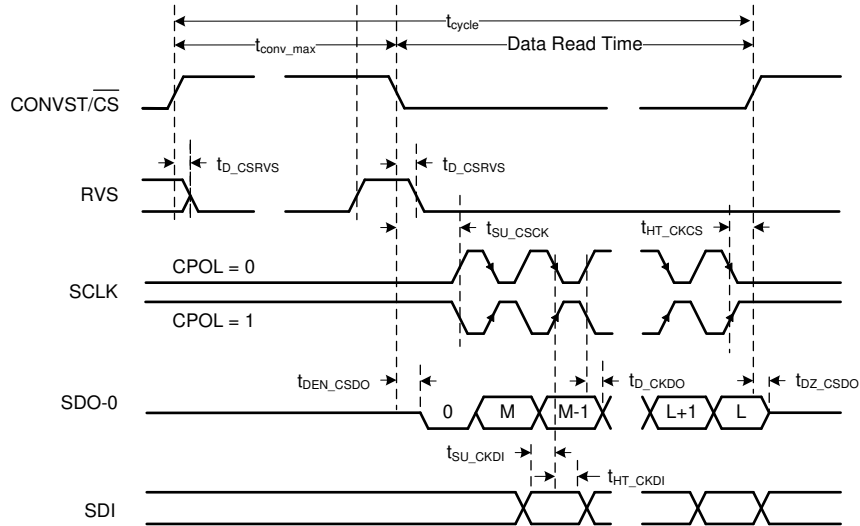 t_cycle
t_conv_max
Data Read Time
CONVST/C̅S̅
t_D_CSRVS
t_D_CSRVS
RVS
t_SU_CSCK
t_HT_CKCS
CPOL = 0
SCLK
CPOL = 1
t_DEN_CSDO
t_D_CKDO
t_DZ_CSDO
SDO-0
0 M M-1 L+1 L
t_SU_CKDI
t_HT_CKDI
SDI